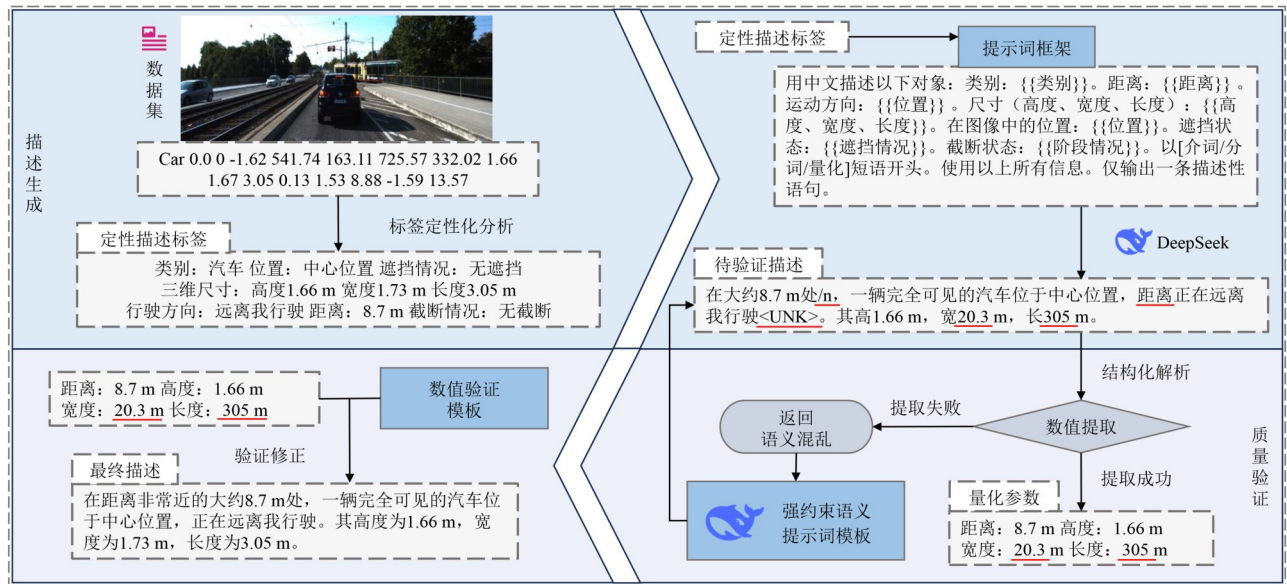 数据集
描述生成
Car 0.0 0 -1.62 541.74 163.11 725.57 332.02 1.66
1.67 3.05 0.13 1.53 8.88 -1.59 13.57
标签定性化分析
定性描述标签
类别：汽车 位置：中心位置 遮挡情况：无遮挡
三维尺寸：高度1.66 m 宽度1.73 m 长度3.05 m
行驶方向：远离我行驶 距离：8.7 m 截断情况：无截断
定性描述标签
提示词框架
用中文描述以下对象：类别：{{类别}}。距离：{{距离}}。
运动方向：{{位置}}。尺寸（高度、宽度、长度）：{{高
度、宽度、长度}}。在图像中的位置：{{位置}}。遮挡状
态：{{遮挡情况}}。截断状态：{{阶段情况}}。以[介词/分
词/量化]短语开头。使用以上所有信息。仅输出一条描述性
语句。
DeepSeek
待验证描述
在大约8.7 m处/n，一辆完全可见的汽车位于中心位置，距离正在远离
我行驶<UNK>。其高1.66 m，宽20.3 m，长305 m。
结构化解析
数值提取
提取失败
返回
语义混乱
强约束语义
提示词模板
提取成功
量化参数
距离：8.7 m 高度：1.66 m
宽度：20.3 m 长度：305 m
质量验证
距离：8.7 m 高度：1.66 m
宽度：20.3 m 长度：305 m
数值验证
模板
验证修正
最终描述
在距离非常近的大约8.7 m处，一辆完全可见的汽车位
于中心位置，正在远离我行驶。其高度为1.66 m，宽
度为1.73 m，长度为3.05 m。